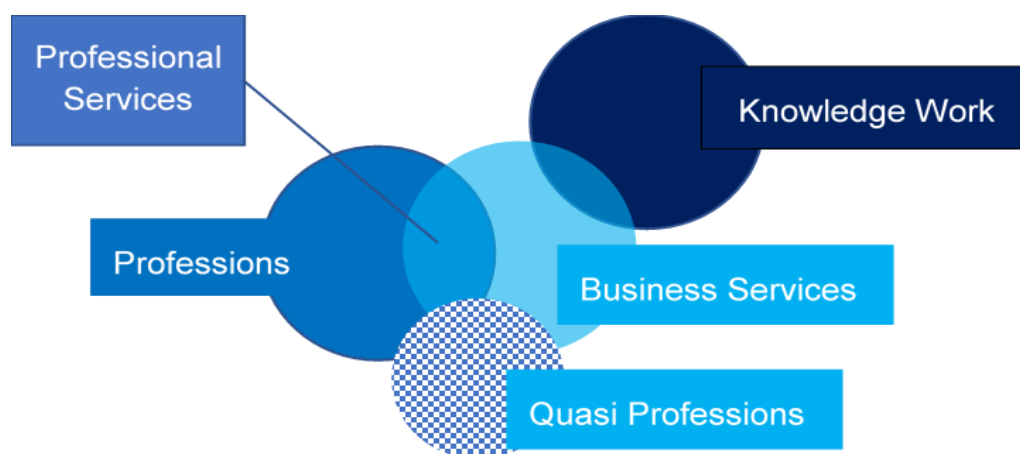 Professional
Services
Knowledge Work
Professions
Business Services
Quasi Professions